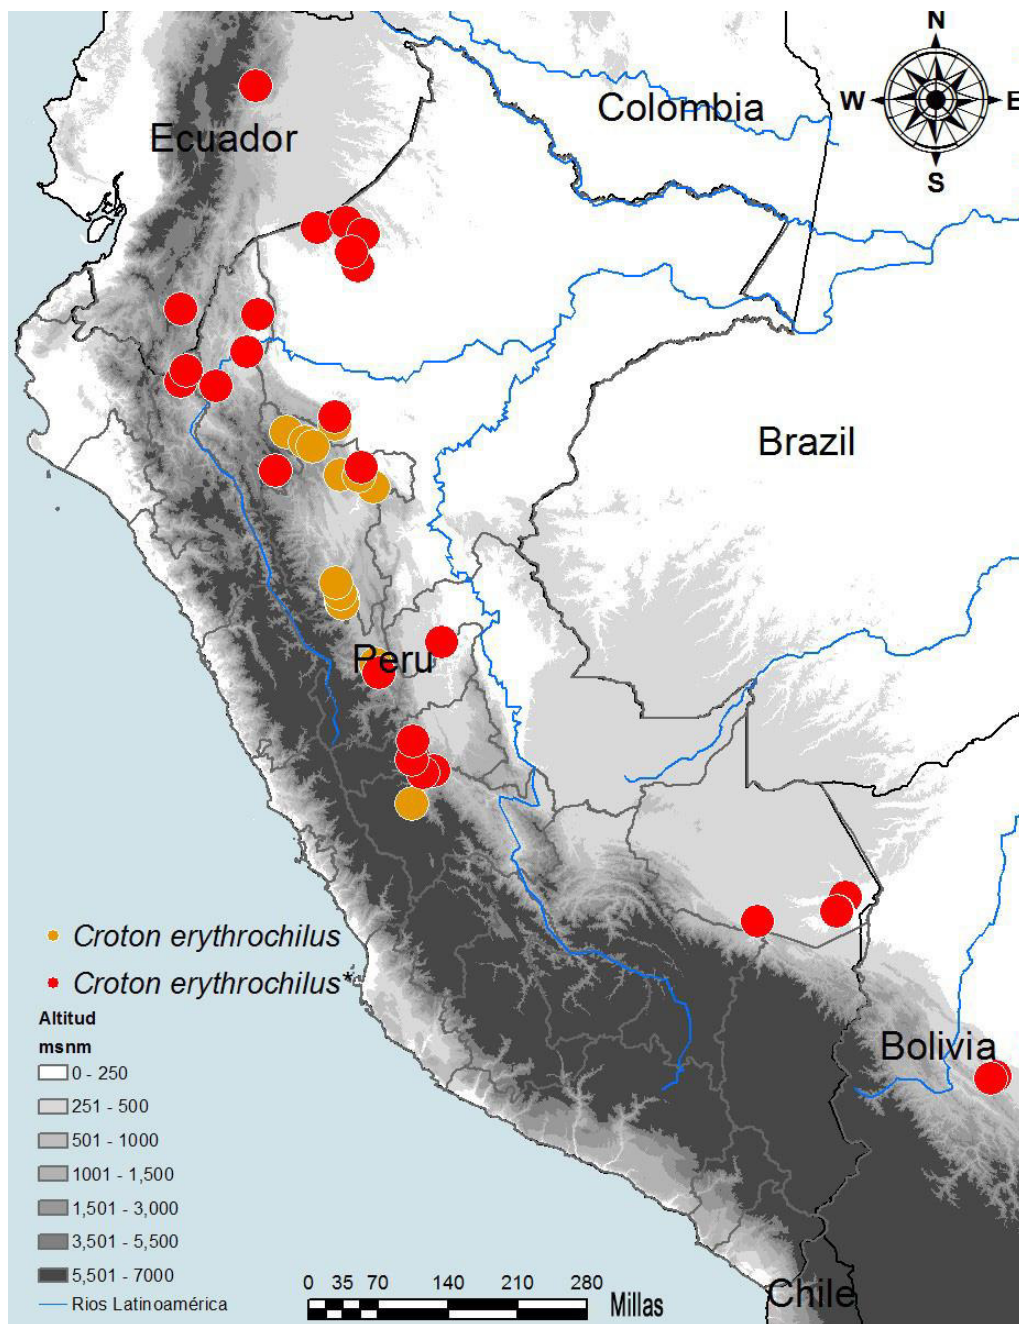 N
Colombia
W
E
Ecuador
S
Brazil
Peru
Croton erythrochilus
Croton erythrochilus*
Altitud
msnm
0 - 250
251 - 500
501 - 1000
1001 - 1,500
1,501 - 3,000
3,501 - 5,500
5,501 - 7000
Rios Latinoamérica
Bolivia
0 35 70 140 210 280
Millas
Chile